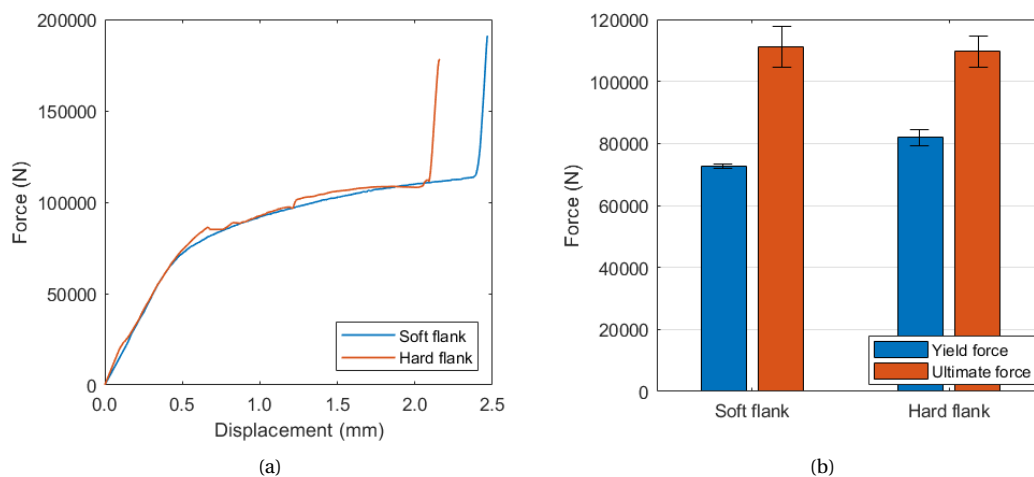 200000
150000
100000
50000
0
Force (N)
0.0 0.5 1.0 1.5 2.0 2.5
Displacement (mm)
Soft flank
Hard flank
(a)
120000
100000
80000
60000
40000
20000
0
Force (N)
Yield force
Ultimate force
Soft flank Hard flank
(b)